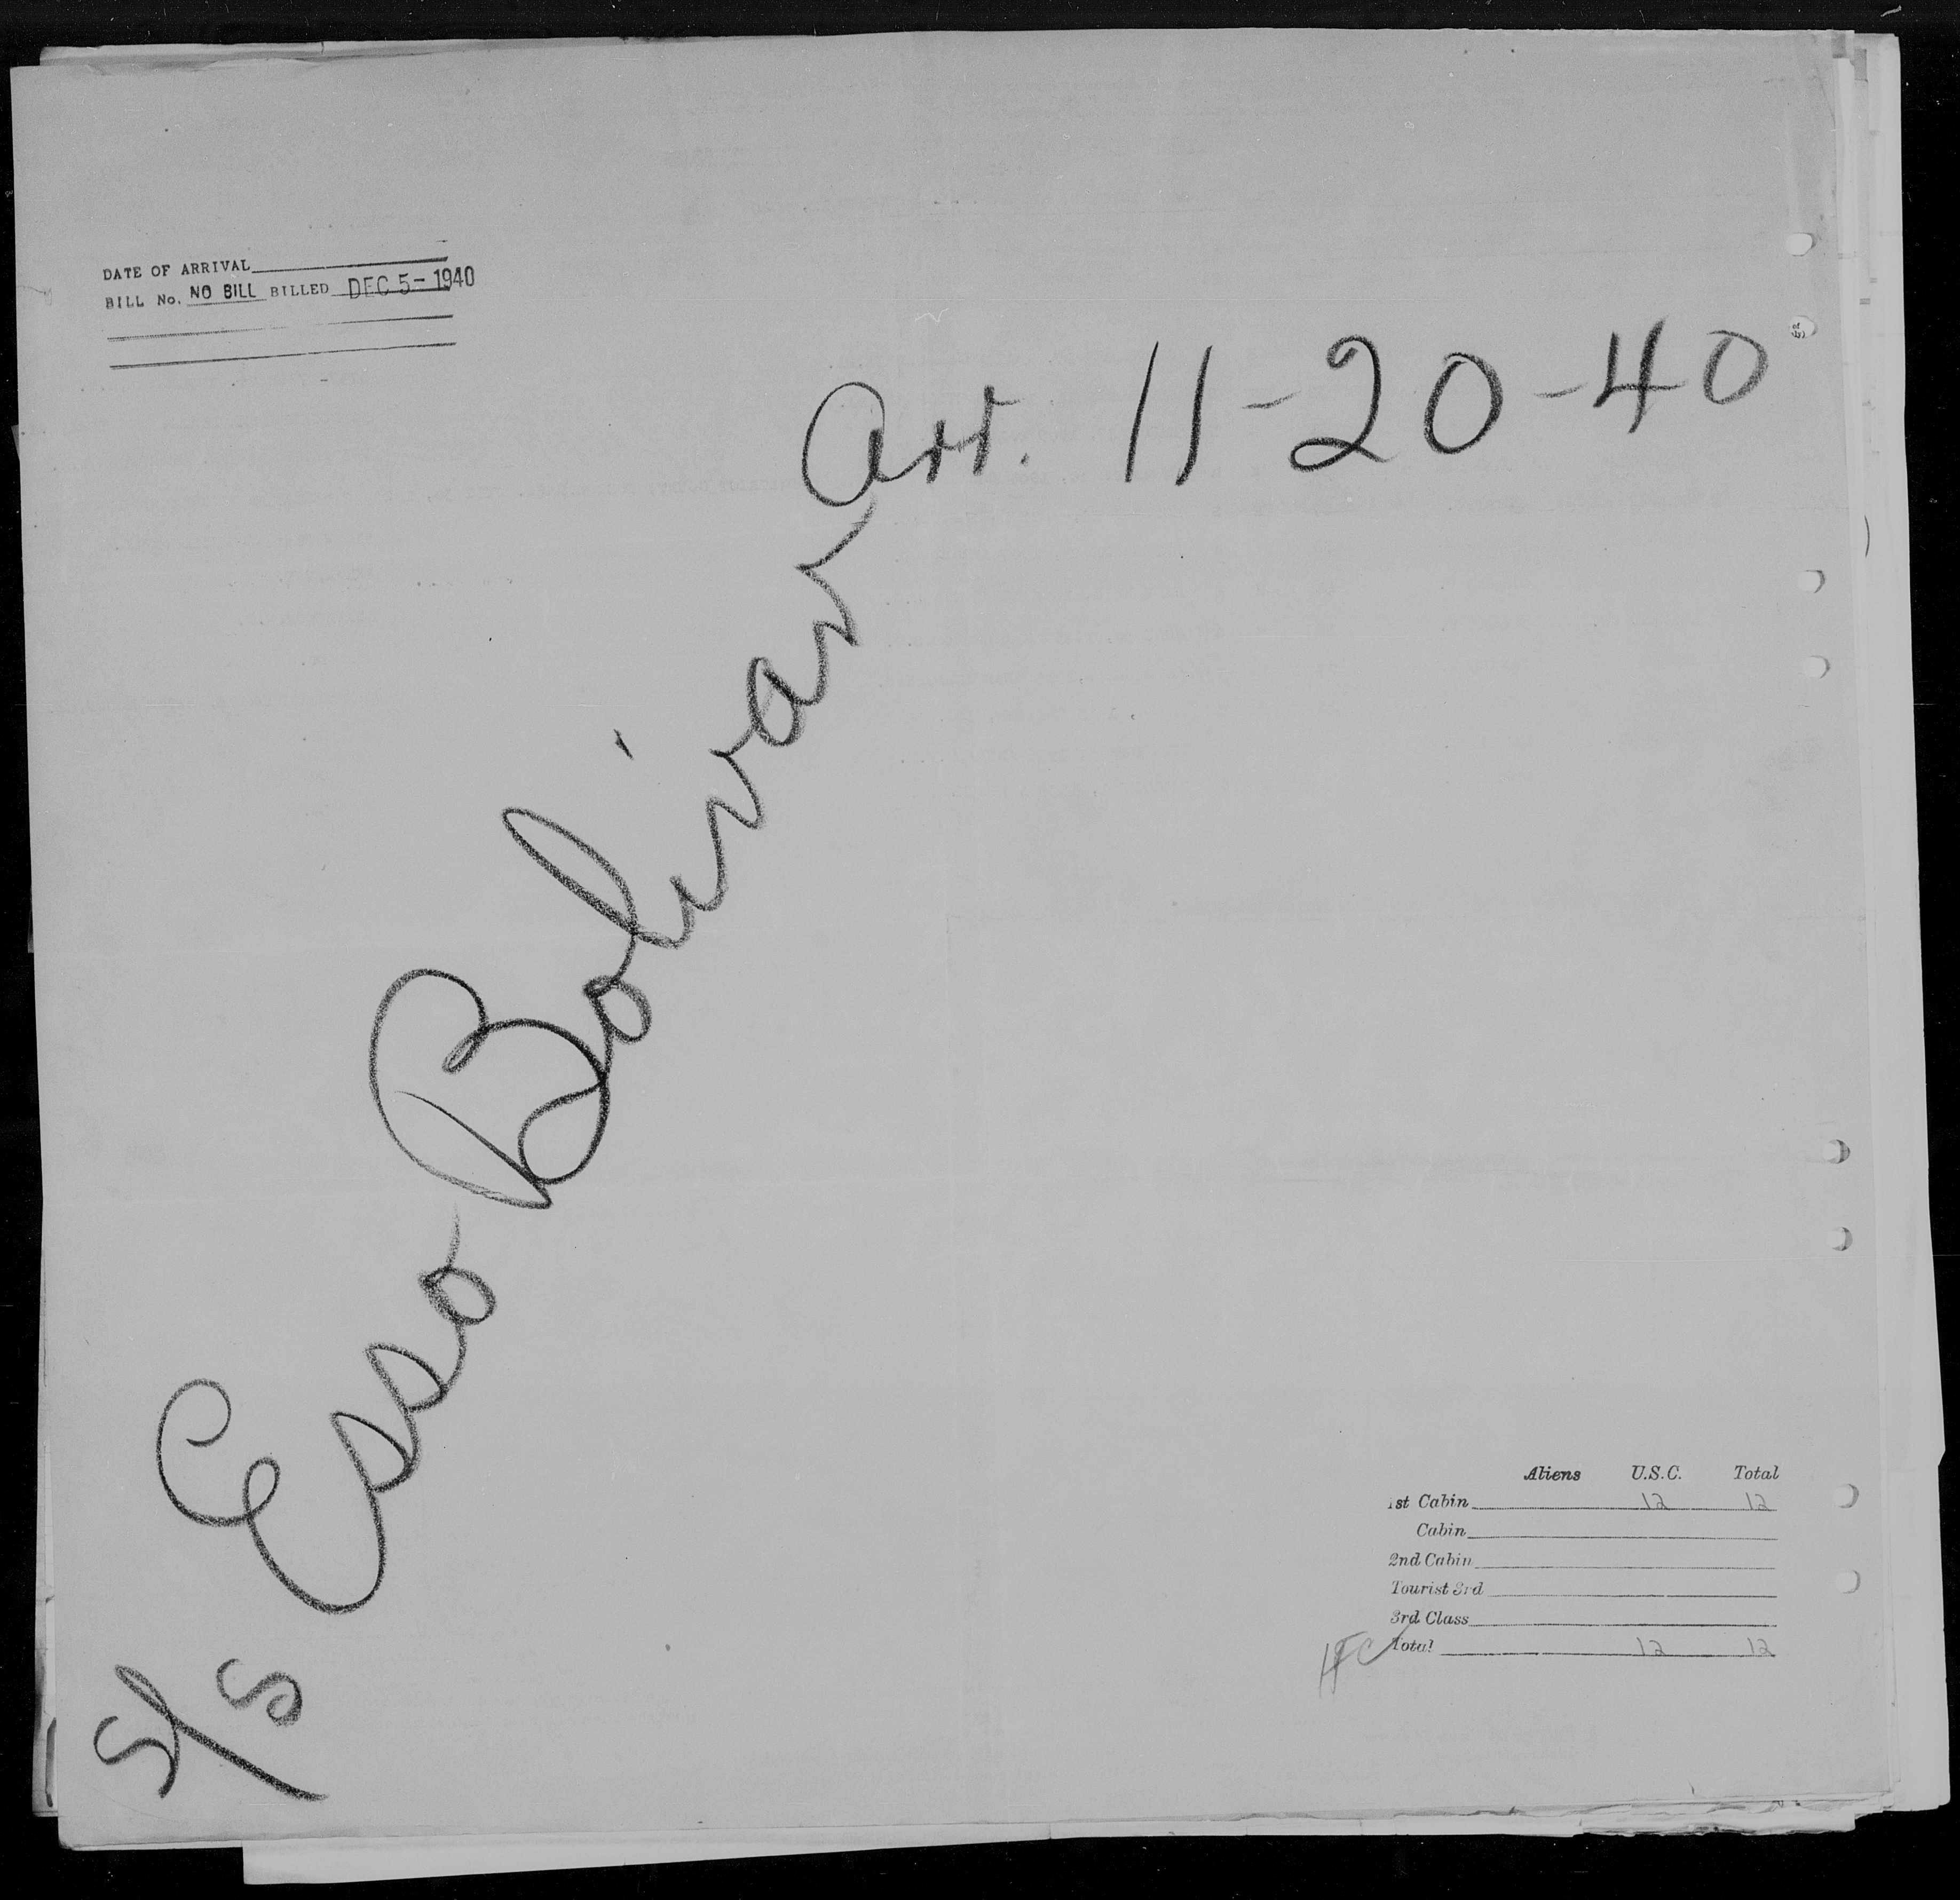 DATE OF ARRIVAL
BILL No. NO BILL BILLED DEC 5-1940
Arr. 11-20-40
S/S Esso Bolivar
Aliens U.S.C. Total
1st Cabin 12 12
Cabin
2nd Cabin
Tourist 3rd
3rd Class
Total 12 12